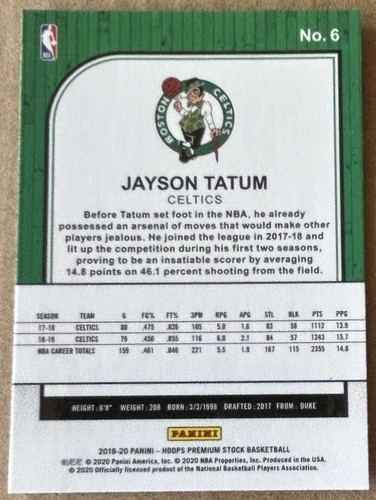 No. 6
BOSTON
CELTICS
JAYSON TATUM
CELTICS
Before Tatum set foot in the NBA, he already
possessed an arsenal of moves that would make other
players jealous. He joined the league in 2017-18 and
lit up the competition during his first two seasons,
proving to be an insatiable scorer by averaging
14.8 points on 46.1 percent shooting from the field.
SEASON TEAM G FG% FT% 3PM RPG APG STL BLK PTS PPG
17-18 CELTICS 80 .475 .826 105 5.0 1.6 83 58 1112 13.9
18-19 CELTICS 79 .450 .855 116 6.0 2.1 84 57 1243 15.7
NBA CAREER TOTALS 159 .461 .840 221 5.5 1.9 167 115 2355 14.8
HEIGHT: 6'8" WEIGHT: 208 BORN: 3/3/1998 DRAFTED: 2017 FROM: DUKE
PANINI
2019-20 PANINI – HOOPS PREMIUM STOCK BASKETBALL
© 2020 Panini America, Inc. © 2020 NBA Properties, Inc. Produced in the USA.
© 2020 Officially licensed product of the National Basketball Players Association.